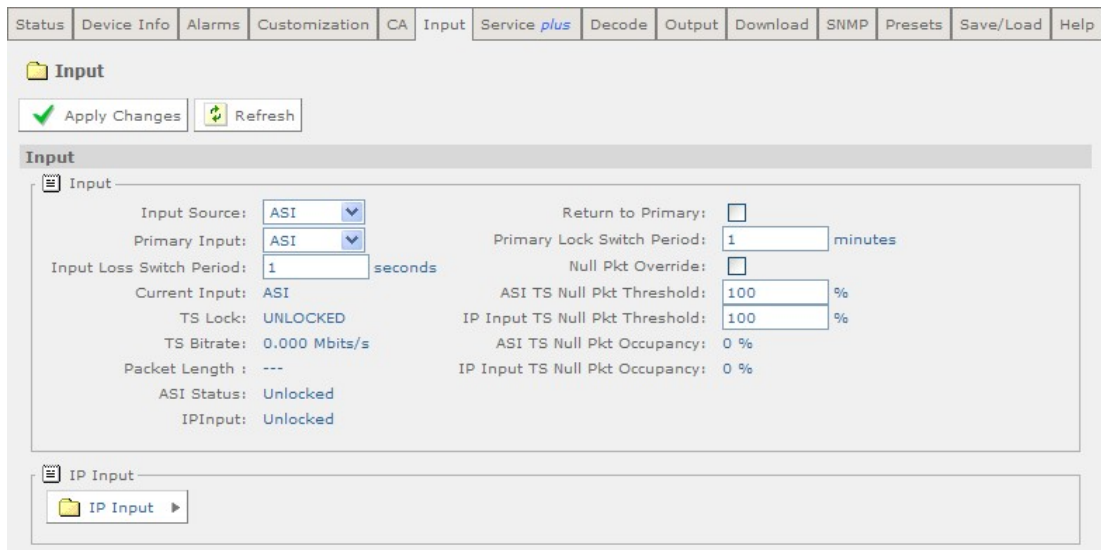 Status Device Info Alarms Customization CA Input Service plus Decode Output Download SNMP Presets Save/Load Help
Input
Apply Changes Refresh
Input
Input
Input Source: ASI Return to Primary:
Primary Input: ASI Primary Lock Switch Period: 1 minutes
Input Loss Switch Period: 1 seconds Null Pkt Override:
Current Input: ASI ASI TS Null Pkt Threshold: 100 %
TS Lock: UNLOCKED IP Input TS Null Pkt Threshold: 100 %
TS Bitrate: 0.000 Mbits/s ASI TS Null Pkt Occupancy: 0 %
Packet Length : --- IP Input TS Null Pkt Occupancy: 0 %
ASI Status: Unlocked
IPInput: Unlocked
IP Input
IP Input